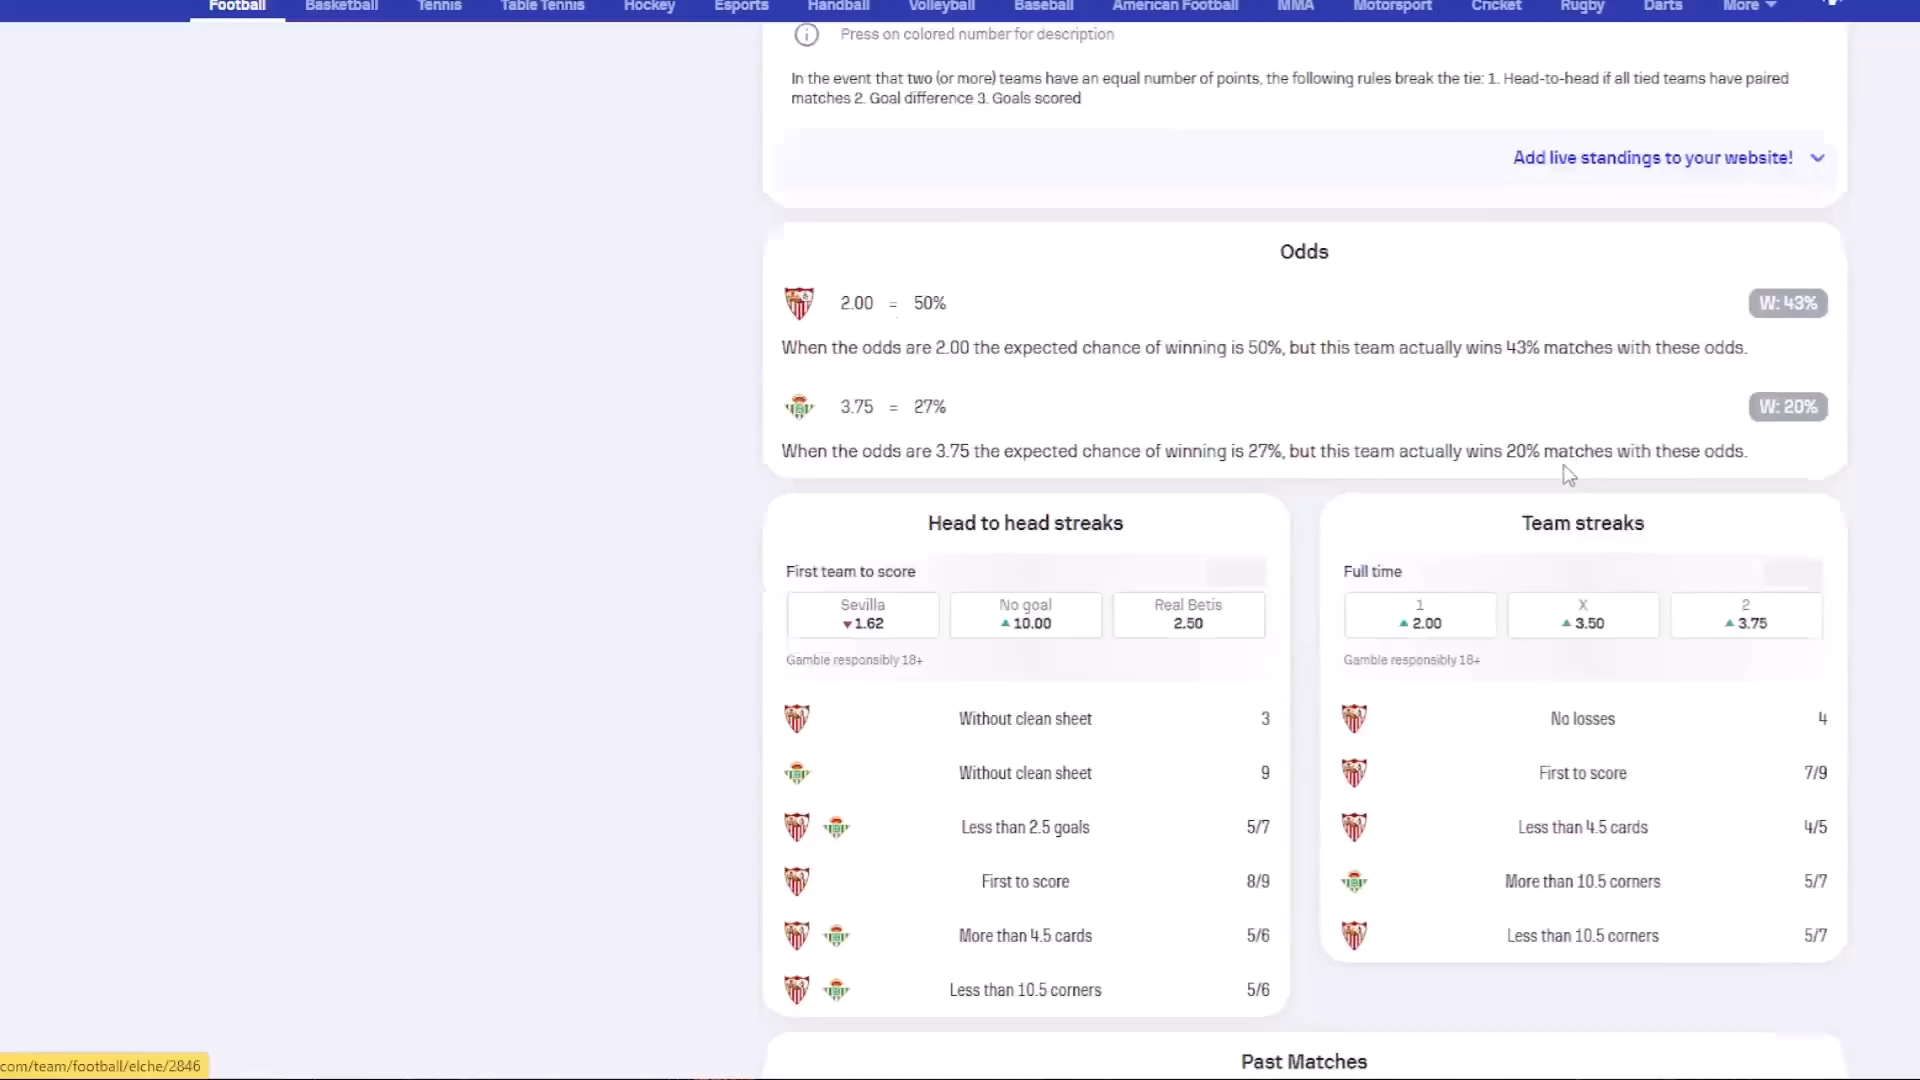 Football Basketball Tennis Table Tennis Hockey Esports Handball Volleyball Baseball American Football MMA Motorsport Cricket Rugby Darts More
Press on colored number for description
In the event that two (or more) teams have an equal number of points, the following rules break the tie: 1. Head-to-head if all tied teams have paired
matches 2. Goal difference 3. Goals scored
Add live standings to your website!
Odds
2.00 = 50% W: 43%
When the odds are 2.00 the expected chance of winning is 50%, but this team actually wins 43% matches with these odds.
3.75 = 27% W: 20%
When the odds are 3.75 the expected chance of winning is 27%, but this team actually wins 20% matches with these odds.
Head to head streaks
First team to score
Sevilla No goal Real Betis
1.62 10.00 2.50
Gamble responsibly 18+
Without clean sheet 3
Without clean sheet 9
Less than 2.5 goals 5/7
First to score 8/9
More than 4.5 cards 5/6
Less than 10.5 corners 5/6
Team streaks
Full time
1 X 2
2.00 3.50 3.75
Gamble responsibly 18+
No losses 4
First to score 7/9
Less than 4.5 cards 4/5
More than 10.5 corners 5/7
Less than 10.5 corners 5/7
Past Matches
com/team/football/elche/2846